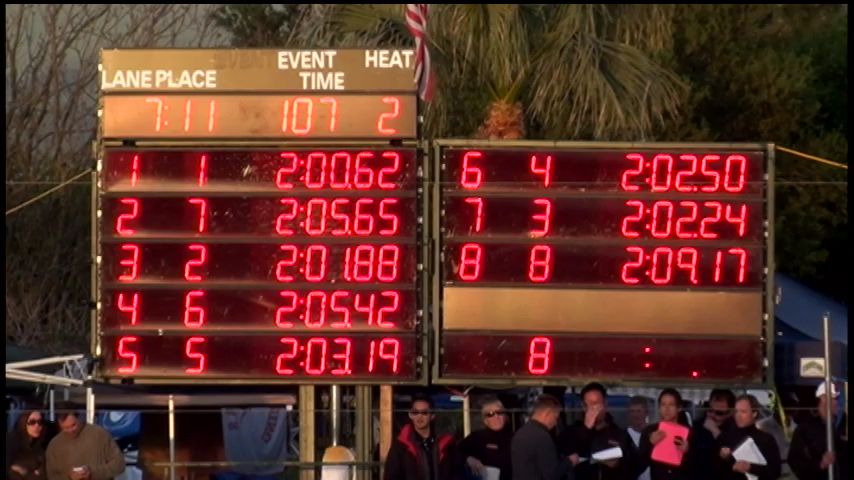 EVENT HEAT
LANE PLACE TIME
7:11 107 2
1 1 2:00.62
2 7 2:05.65
3 2 2:01.88
4 6 2:05.42
5 5 2:03.19
6 4 2:02.50
7 3 2:02.24
8 8 2:09.17
8 : .